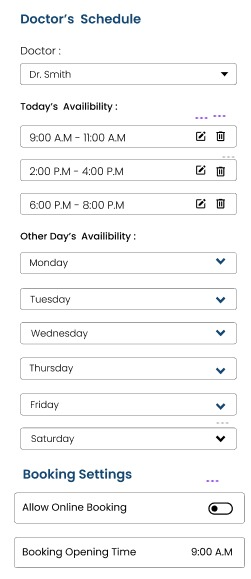 Doctor's Schedule
Doctor :
Dr. Smith
Today's Availibility :
9:00 A.M - 11:00 A.M
2:00 P.M - 4:00 P.M
6:00 P.M - 8:00 P.M
Other Day's Availibility :
Monday
Tuesday
Wednesday
Thursday
Friday
Saturday
Booking Settings
Allow Online Booking
Booking Opening Time 9:00 A.M